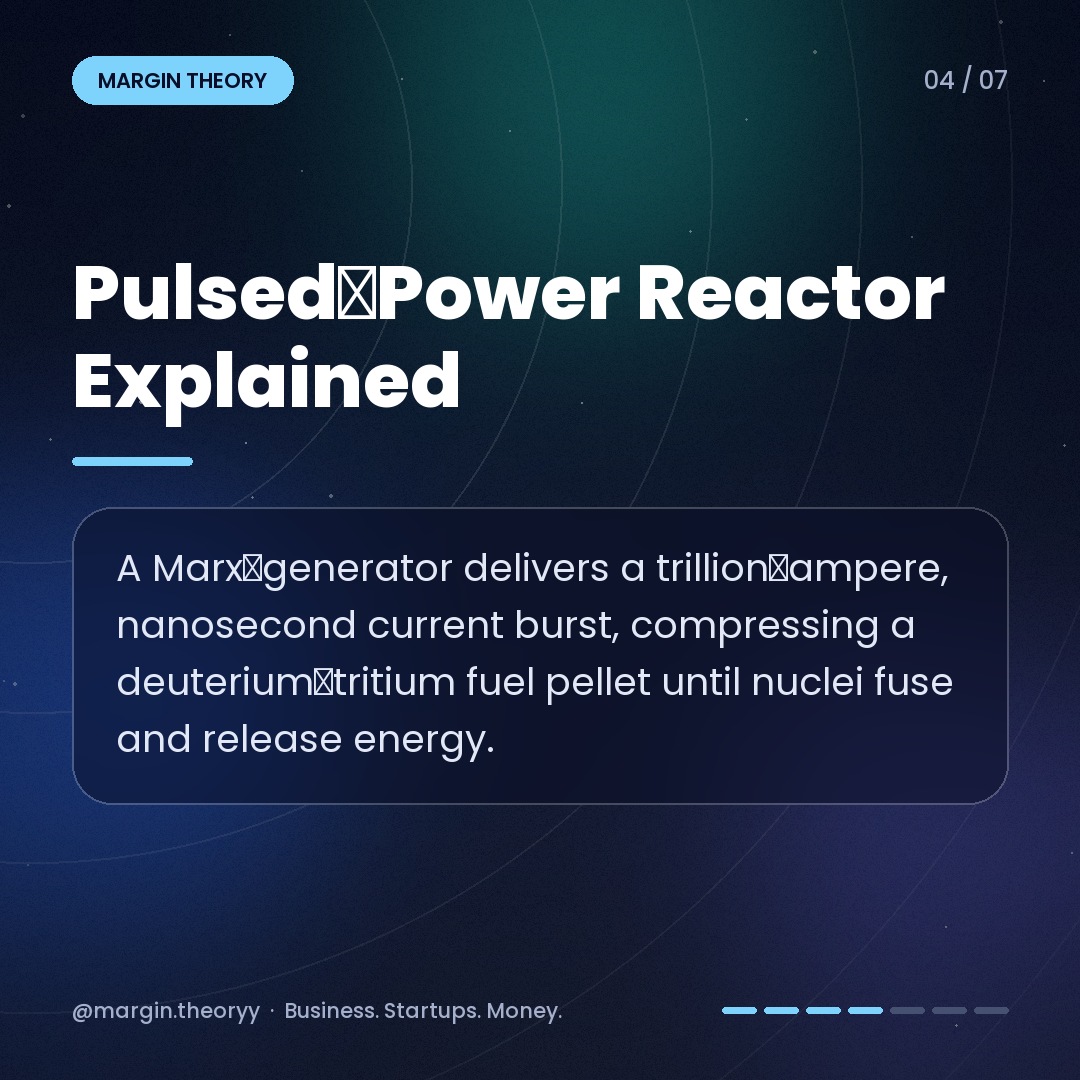 MARGIN THEORY
04 / 07
Pulsed☒Power Reactor
Explained
A Marx☒generator delivers a trillion☒ampere,
nanosecond current burst, compressing a
deuterium☒tritium fuel pellet until nuclei fuse
and release energy.
@margin.theoryy · Business. Startups. Money.